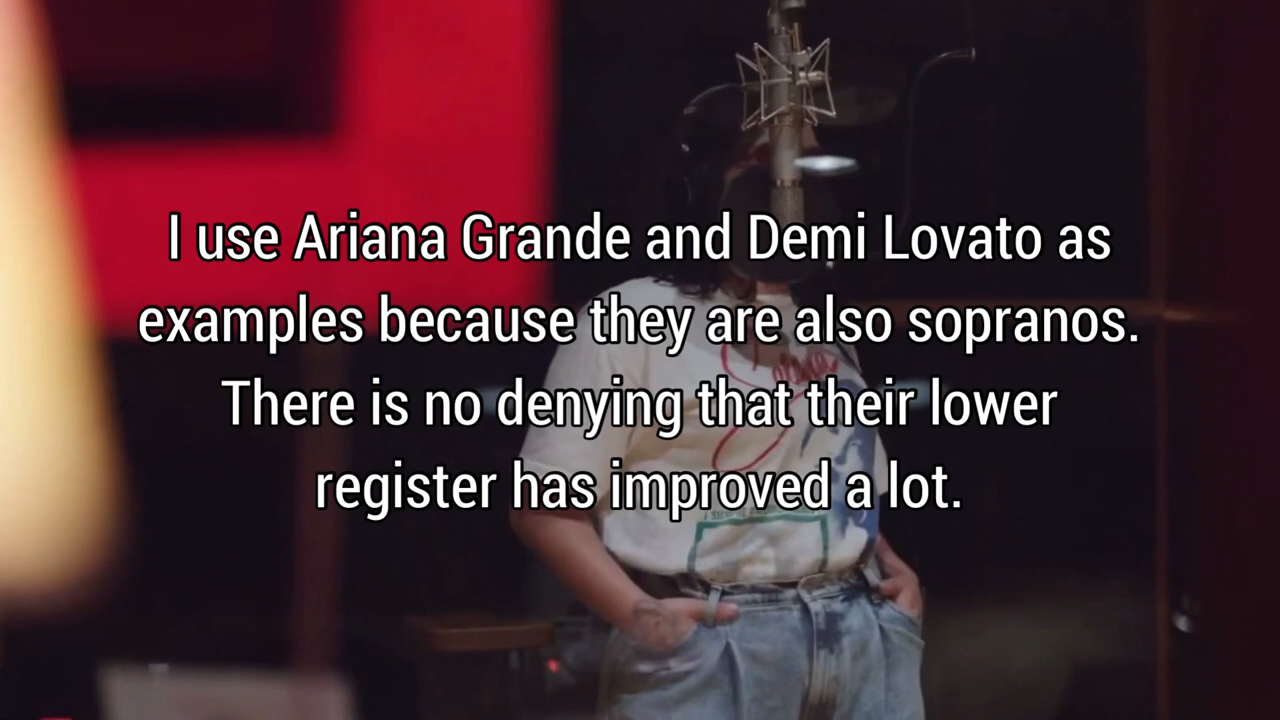 I use Ariana Grande and Demi Lovato as
examples because they are also sopranos.
There is no denying that their lower
register has improved a lot.